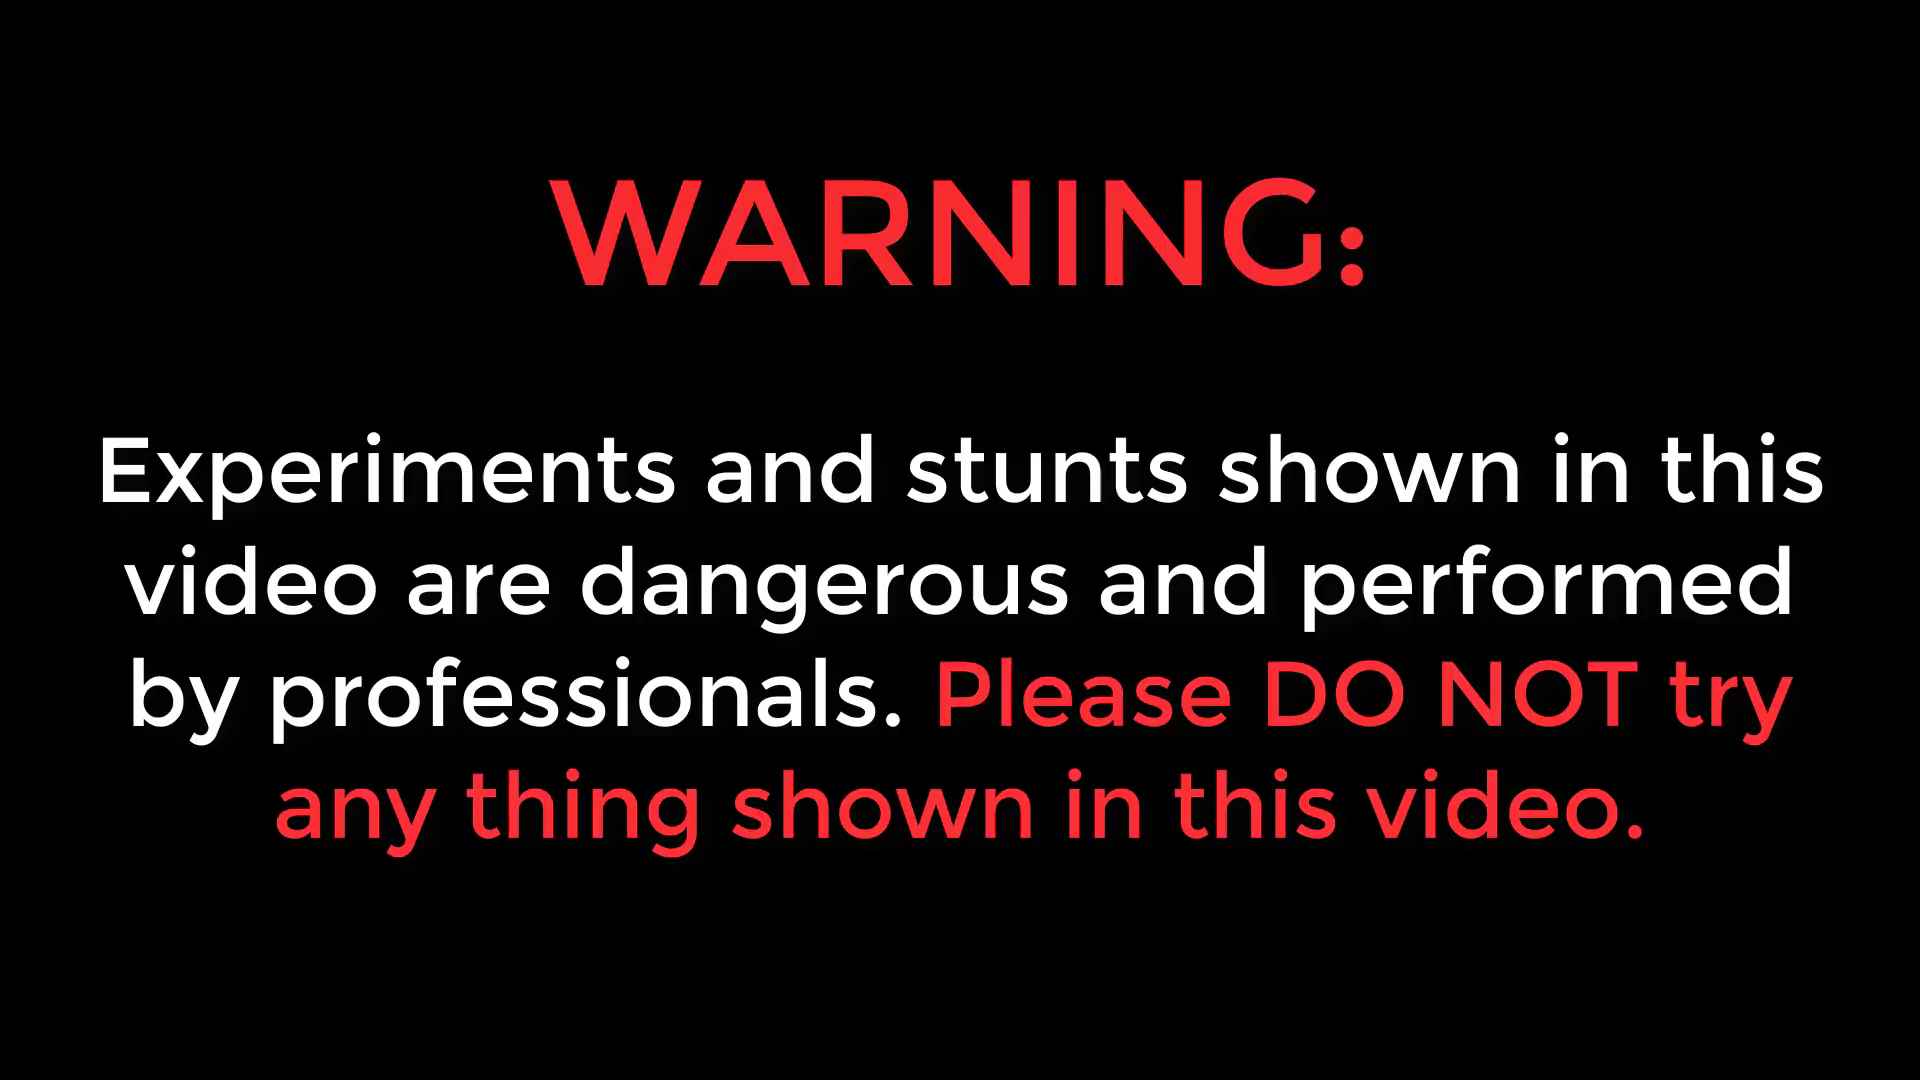 WARNING:
Experiments and stunts shown in this
video are dangerous and performed
by professionals. Please DO NOT try
any thing shown in this video.